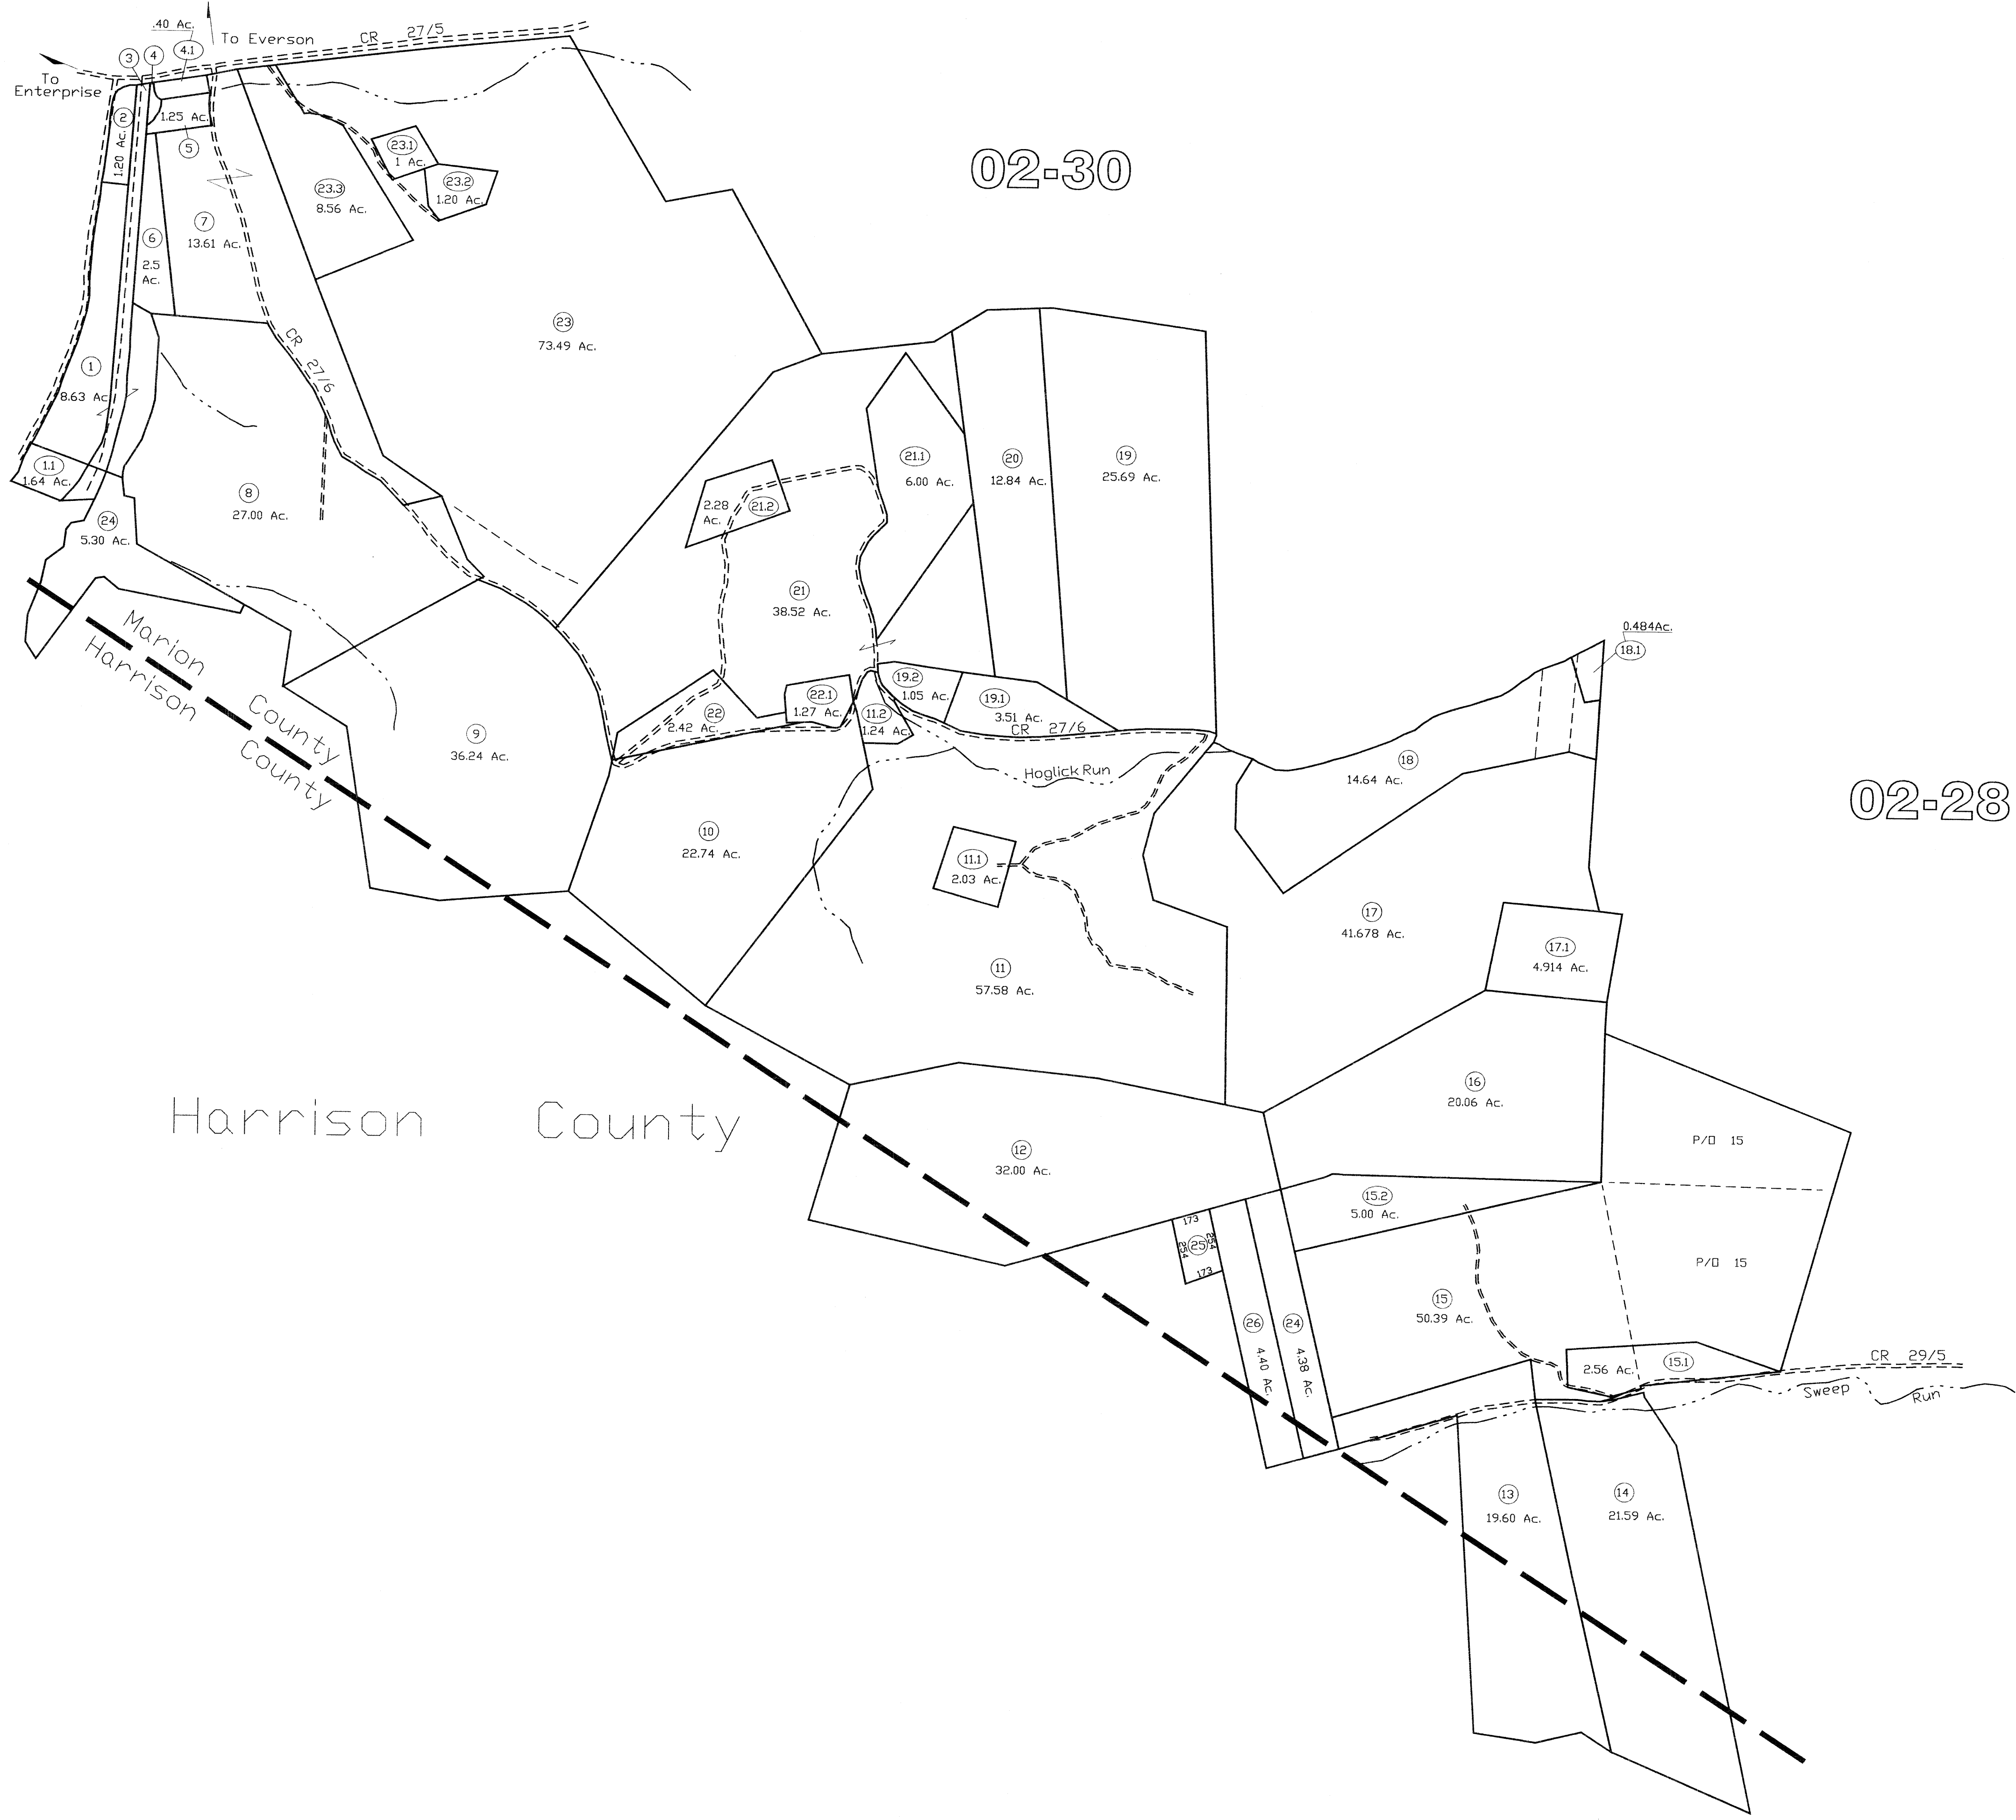 .40 Ac.
To Everson
CR 27/5
3
4
4.1
To
Enterprise
2
1.20 Ac.
1.25 Ac.
5
23.1
1 Ac.
23.2
1.20 Ac.
23.3
8.56 Ac.
02-30
7
13.61 Ac.
6
2.5
Ac.
23
73.49 Ac.
CR 27/6
1
8.63 Ac
1.1
1.64 Ac.
8
27.00 Ac.
24
5.30 Ac.
21.1
6.00 Ac.
20
12.84 Ac.
19
25.69 Ac.
2.28
Ac.
21.2
21
38.52 Ac.
Marion County
Harrison County
0.484Ac.
18.1
19.2
1.05 Ac.
19.1
3.51 Ac.
CR 27/6
22.1
1.27 Ac.
11.2
1.24 Ac.
22
2.42 Ac.
9
36.24 Ac.
Hoglick Run
18
14.64 Ac.
02-28
10
22.74 Ac.
11.1
2.03 Ac.
17
41.678 Ac.
17.1
4.914 Ac.
11
57.58 Ac.
Harrison County
16
20.06 Ac.
P/O 15
12
32.00 Ac.
15.2
5.00 Ac.
173
254
25
254
173
P/O 15
15
50.39 Ac.
26
4.40 Ac.
24
4.38 Ac.
2.56 Ac.
15.1
CR 29/5
Sweep Run
13
19.60 Ac.
14
21.59 Ac.